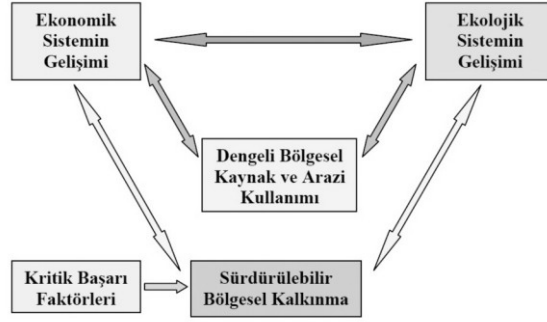 Ekonomik
Sistemin
Gelişimi
Ekolojik
Sistemin
Gelişimi
Dengeli Bölgesel
Kaynak ve Arazi
Kullanımı
Kritik Başarı
Faktörleri
Sürdürülebilir
Bölgesel Kalkınma